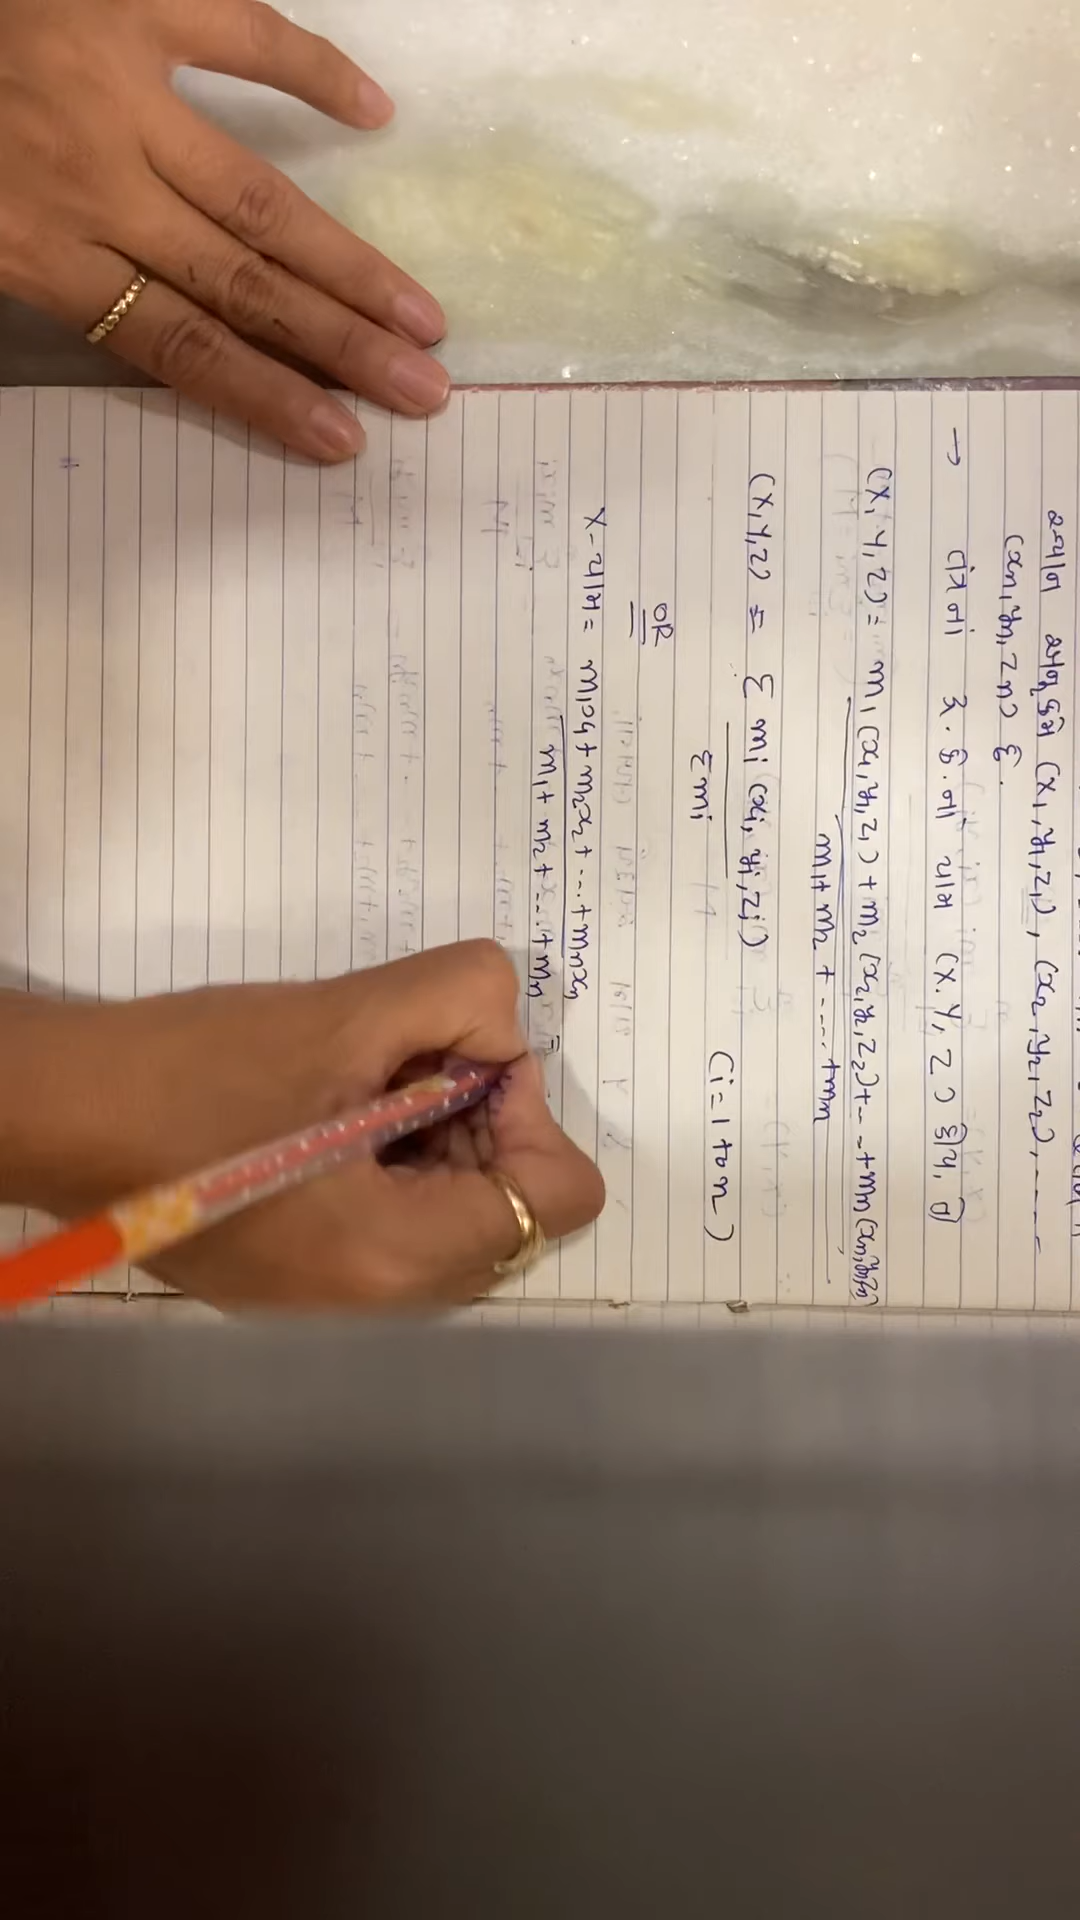 સ્થાન અનુક્રમે (x₁, y₁, z₁), (x₂, y₂, z₂), -----
(xn, yn, zn) છે.
→ તંત્રનાં દ્ર.કે.નો યામ (X, Y, Z) હોય, તો
(X, Y, Z) = m₁(x₁, y₁, z₁) + m₂(x₂, y₂, z₂) + - - + mn(xn, yn, zn)
m₁ + m₂ + ---- + mn
(X, Y, Z) = Σ mi (xi, yi, zi)
Σmi (i = 1 to n)
OR
X-યામ = m₁x₁ + m₂x₂ + ... + mnxn
m₁ + m₂ + ... + mn